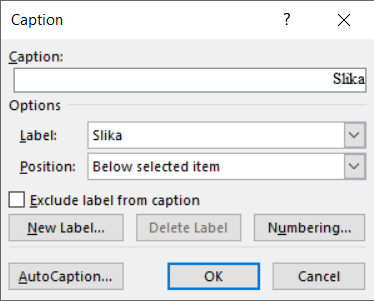 Caption
?
Caption:
Slika
Options
Label: Slika
Position: Below selected item
Exclude label from caption
New Label... Delete Label Numbering...
AutoCaption... OK Cancel